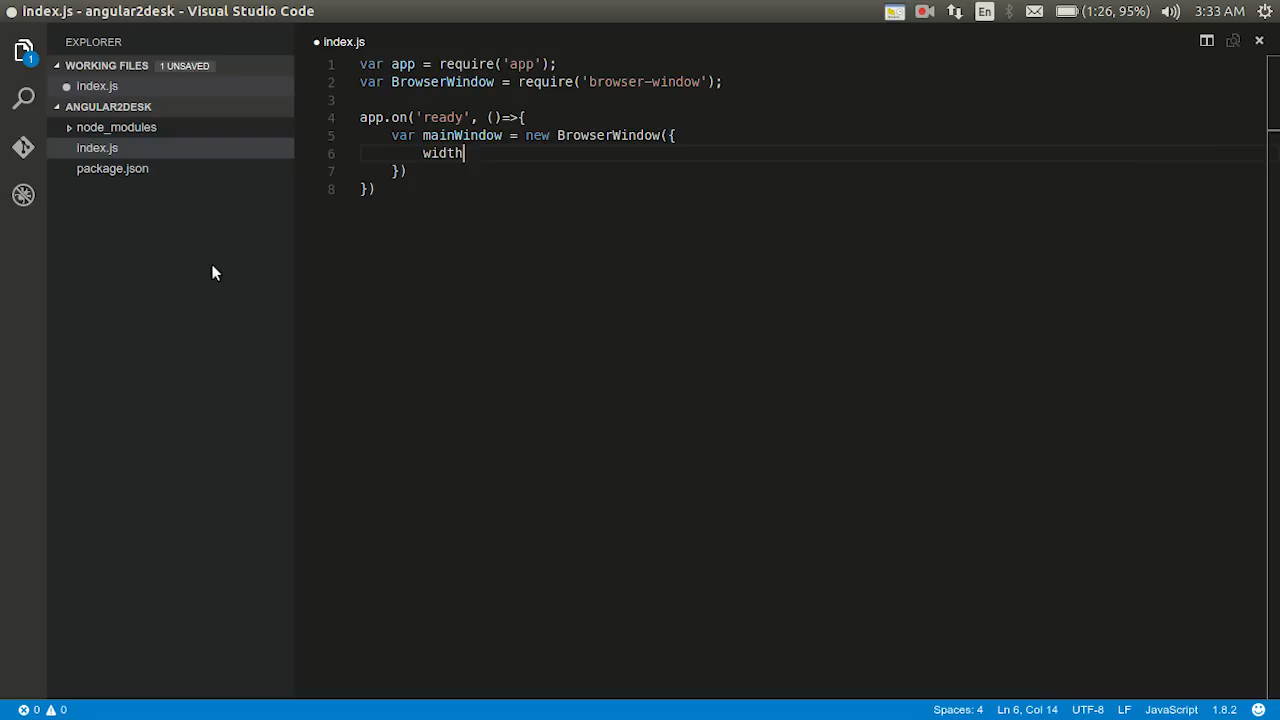 index.js - angular2desk - Visual Studio Code
En
(1:26, 95%)
3:33 AM
EXPLORER
WORKING FILES
1 UNSAVED
index.js
ANGULAR2DESK
node_modules
index.js
package.json
1
index.js
1 var app = require('app');
2 var BrowserWindow = require('browser-window');
3
4 app.on('ready', ()=>{
5 var mainWindow = new BrowserWindow({
6 width
7 })
8 })
0 0
Spaces: 4
Ln 6, Col 14
UTF-8
LF
JavaScript
1.8.2